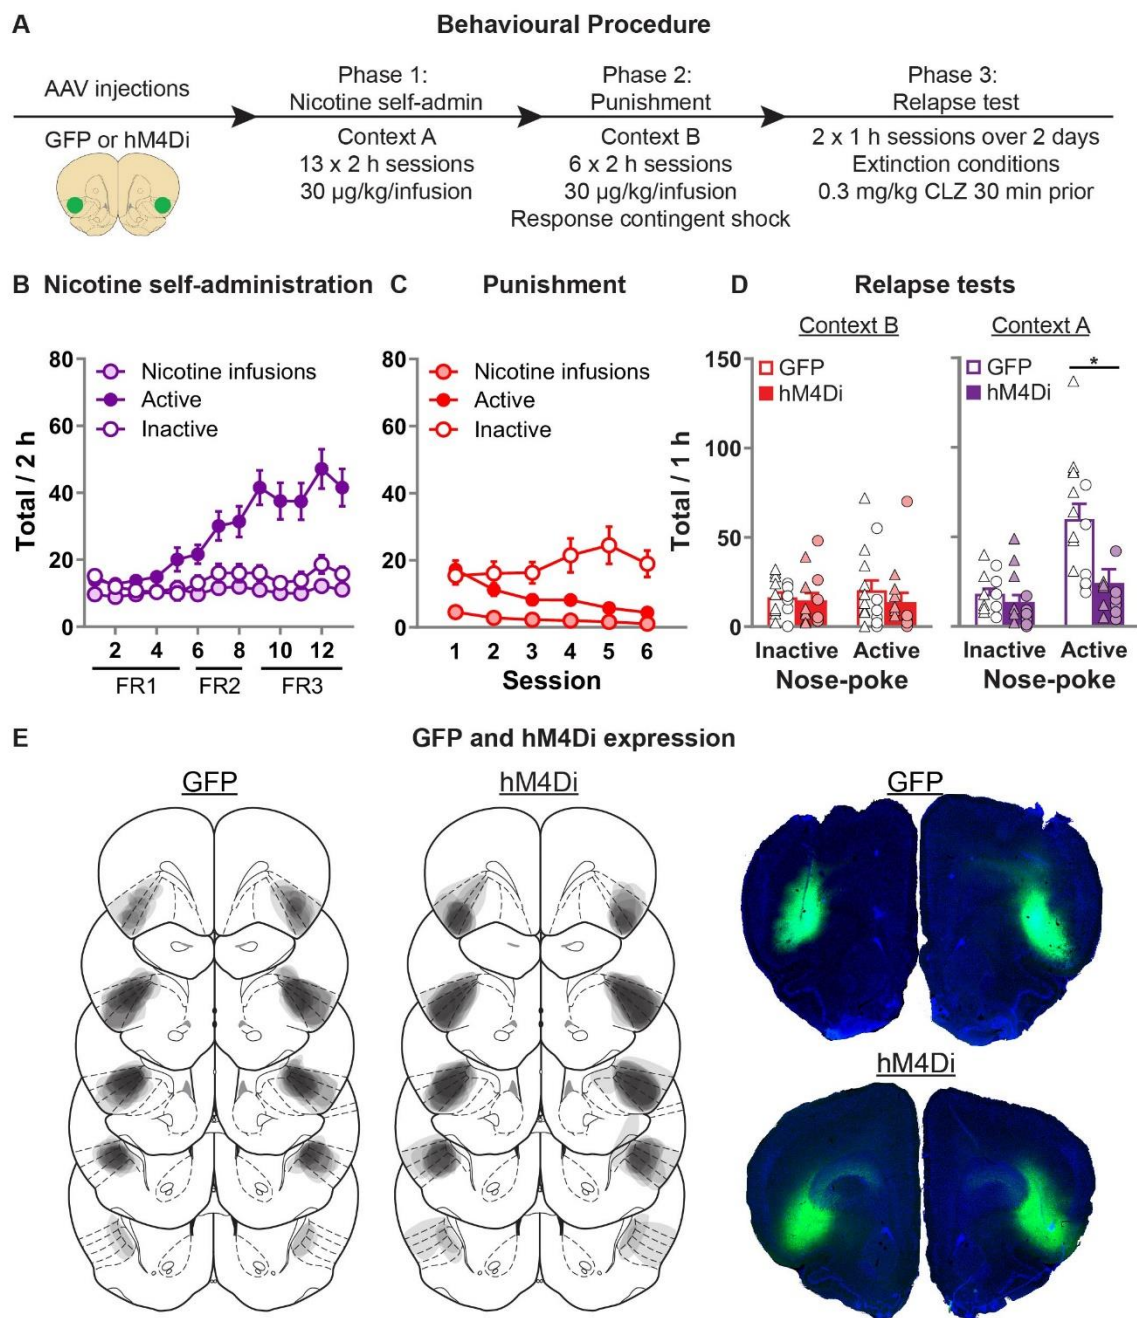 A
Behavioural Procedure
AAV injections
GFP or hM4Di
Phase 1:
Nicotine self-admin
Context A
13 x 2 h sessions
30 µg/kg/infusion
Phase 2:
Punishment
Context B
6 x 2 h sessions
30 µg/kg/infusion
Response contingent shock
Phase 3:
Relapse test
2 x 1 h sessions over 2 days
Extinction conditions
0.3 mg/kg CLZ 30 min prior
B Nicotine self-administration
Total / 2 h
80
60
40
20
0
Nicotine infusions
Active
Inactive
2 4 6 8 10 12
FR1 FR2 FR3
C Punishment
80
60
40
20
0
Nicotine infusions
Active
Inactive
1 2 3 4 5 6
Session
D Relapse tests
Context B
Total / 1 h
150
100
50
0
GFP
hM4Di
Inactive Active
Nose-poke
Context A
GFP
hM4Di
*
Inactive Active
Nose-poke
E
GFP and hM4Di expression
GFP
hM4Di
GFP
hM4Di